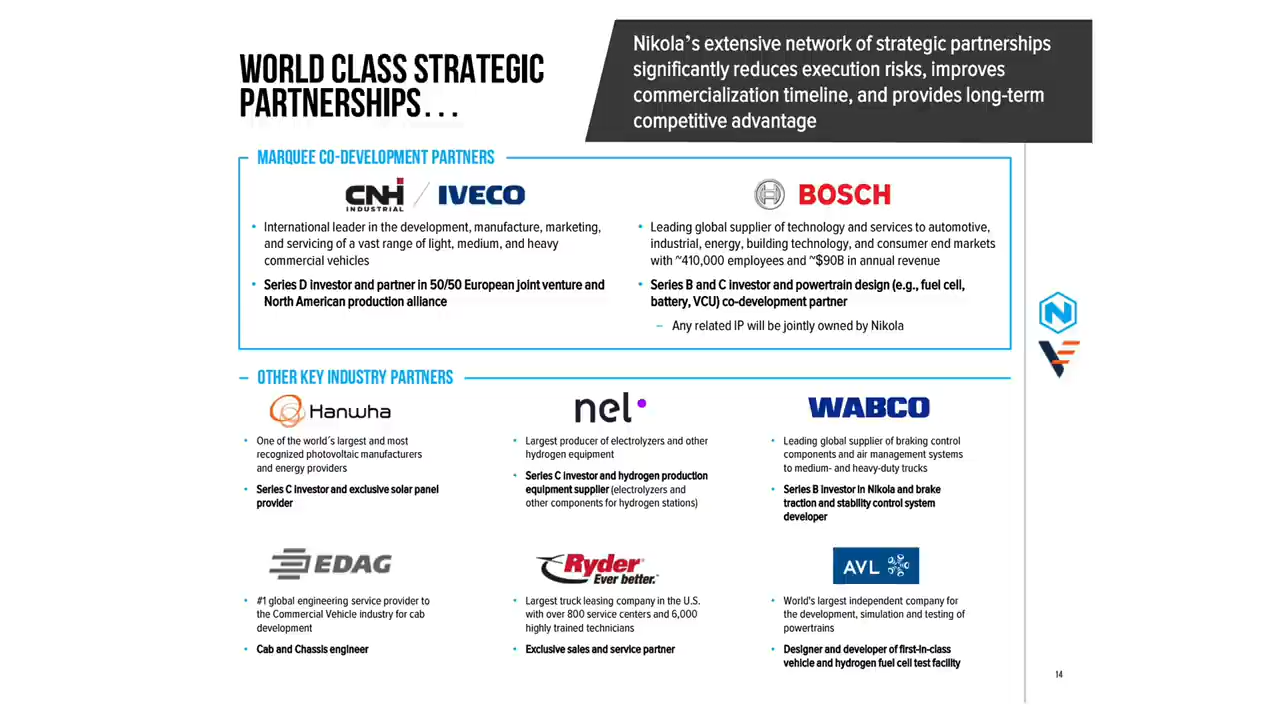 WORLD CLASS STRATEGIC
PARTNERSHIPS...
Nikola's extensive network of strategic partnerships
significantly reduces execution risks, improves
commercialization timeline, and provides long-term
competitive advantage
MARQUEE CO-DEVELOPMENT PARTNERS
CNH INDUSTRIAL / IVECO
• International leader in the development, manufacture, marketing,
and servicing of a vast range of light, medium, and heavy
commercial vehicles
• Series D investor and partner in 50/50 European joint venture and
North American production alliance
BOSCH
• Leading global supplier of technology and services to automotive,
industrial, energy, building technology, and consumer end markets
with ~410,000 employees and ~$90B in annual revenue
• Series B and C investor and powertrain design (e.g., fuel cell,
battery, VCU) co-development partner
– Any related IP will be jointly owned by Nikola
OTHER KEY INDUSTRY PARTNERS
Hanwha
• One of the world´s largest and most
recognized photovoltaic manufacturers
and energy providers
• Series C investor and exclusive solar panel
provider
nel
• Largest producer of electrolyzers and other
hydrogen equipment
• Series C investor and hydrogen production
equipment supplier (electrolyzers and
other components for hydrogen stations)
WABCO
• Leading global supplier of braking control
components and air management systems
to medium- and heavy-duty trucks
• Series B investor in Nikola and brake
traction and stability control system
developer
EDAG
• #1 global engineering service provider to
the Commercial Vehicle industry for cab
development
• Cab and Chassis engineer
Ryder
Ever better.
• Largest truck leasing company in the U.S.
with over 800 service centers and 6,000
highly trained technicians
• Exclusive sales and service partner
AVL
• World's largest independent company for
the development, simulation and testing of
powertrains
• Designer and developer of first-in-class
vehicle and hydrogen fuel cell test facility
14